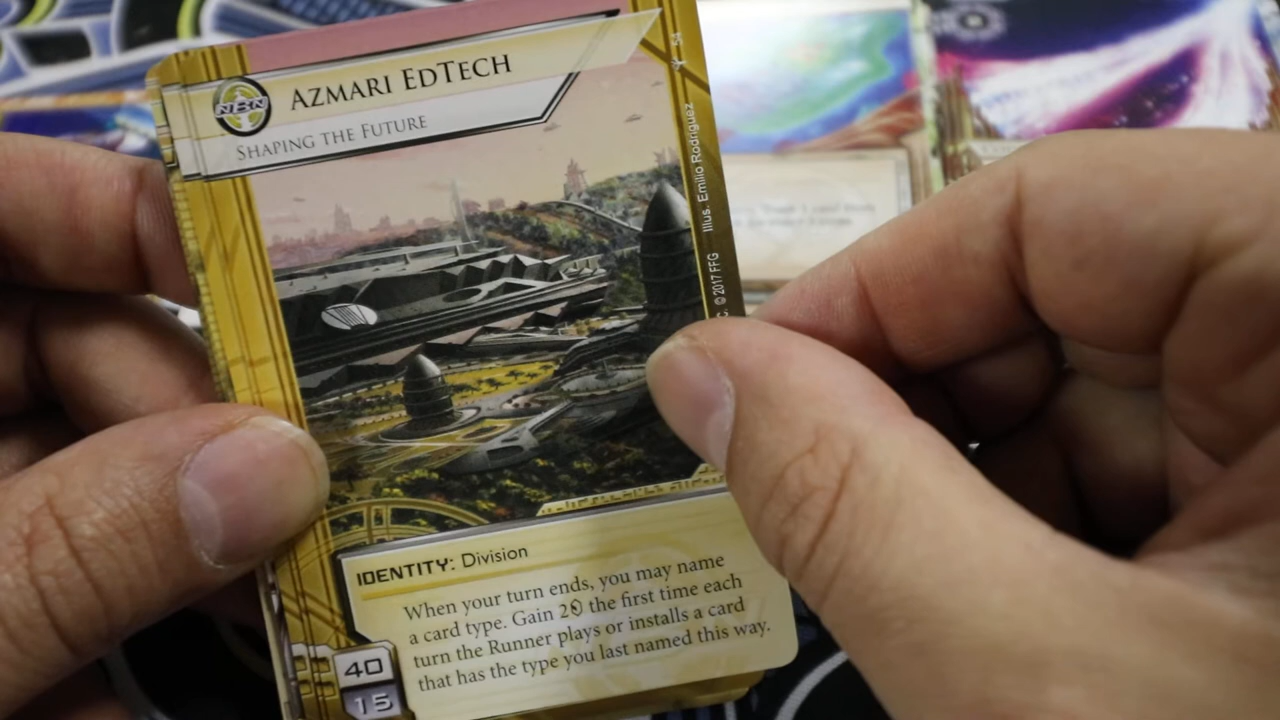 NBN
AZMARI EDTECH
SHAPING THE FUTURE
54
Illus. Emilio Rodriguez
© 2017 FFG
IDENTITY: Division
When your turn ends, you may name
a card type. Gain 2 the first time each
turn the Runner plays or installs a card
that has the type you last named this way.
40
15